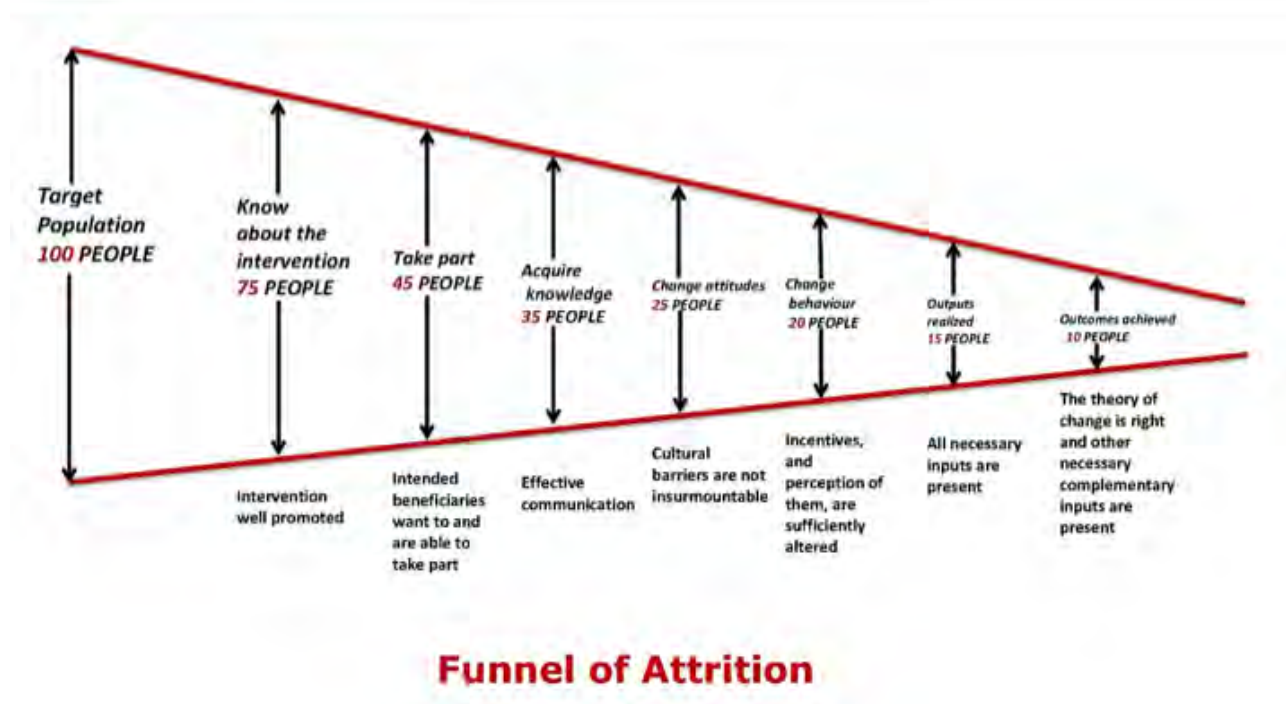 Target
Population
100 PEOPLE
Know
about the
intervention
75 PEOPLE
Take part
45 PEOPLE
Acquire
knowledge
35 PEOPLE
Change attitudes
25 PEOPLE
Change
behaviour
20 PEOPLE
Outputs
realized
15 PEOPLE
Outcomes achieved
10 PEOPLE
Intervention
well promoted
Intended
beneficiaries
want to and
are able to
take part
Effective
communication
Cultural
barriers are not
insurmountable
Incentives,
and
perception of
them, are
sufficiently
altered
All necessary
inputs are
present
The theory of
change is right
and other
necessary
complementary
inputs are
present
Funnel of Attrition